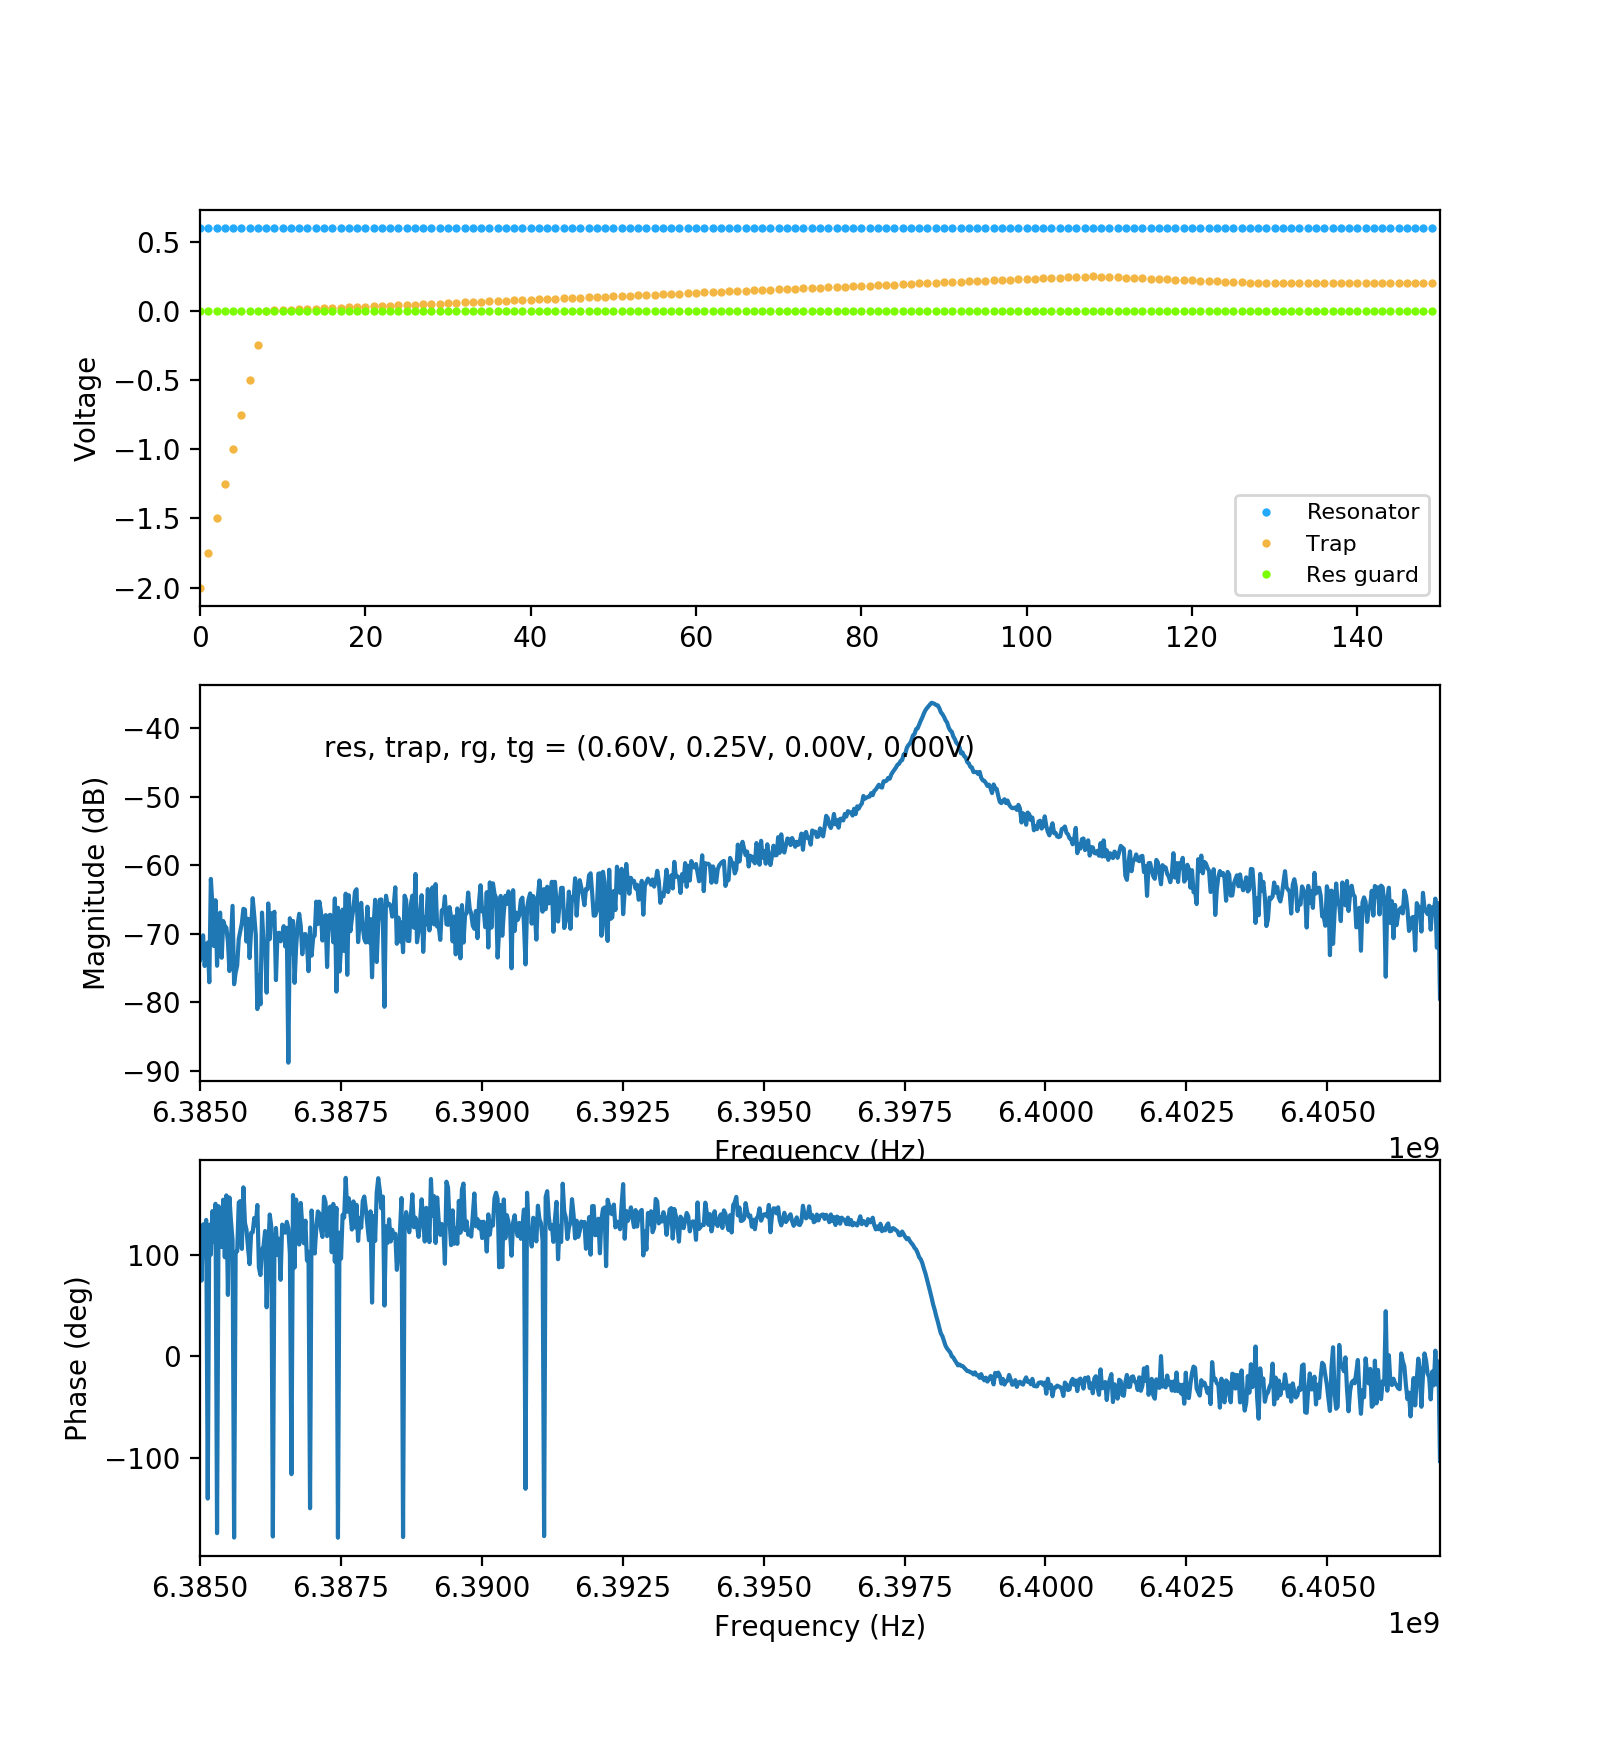 0.5
0.0
−0.5
−1.0
−1.5
−2.0
Voltage
Resonator
Trap
Res guard
0 20 40 60 80 100 120 140
−40
−50
−60
−70
−80
−90
Magnitude (dB)
res, trap, rg, tg = (0.60V, 0.25V, 0.00V, 0.00V)
6.3850 6.3875 6.3900 6.3925 6.3950 6.3975 6.4000 6.4025 6.4050
1e9
Frequency (Hz)
100
0
−100
Phase (deg)
6.3850 6.3875 6.3900 6.3925 6.3950 6.3975 6.4000 6.4025 6.4050
1e9
Frequency (Hz)